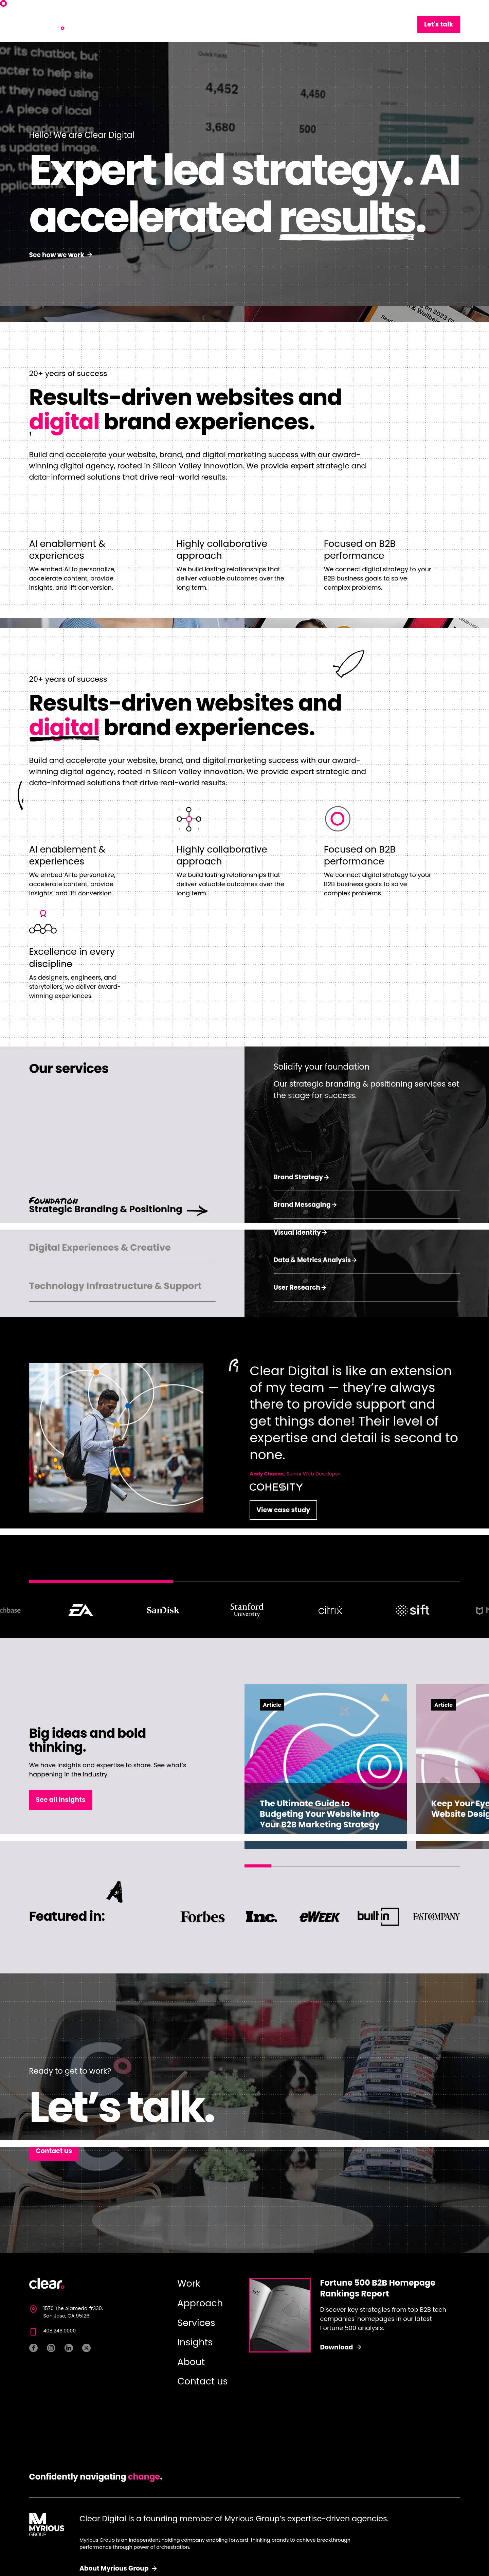 Let's talk
or its chatbot, but
acter to help site
they need using
Quick Facts
4,452
4,450
3,680
500
Hello! We are Clear Digital
Expert led strategy. AI
accelerated results.
See how we work →
20+ years of success
Results-driven websites and
digital brand experiences.
Build and accelerate your website, brand, and digital marketing success with our award-
winning digital agency, rooted in Silicon Valley innovation. We provide expert strategic and
data-informed solutions that drive real-world results.
AI enablement &
experiences
We embed AI to personalize,
accelerate content, provide
insights, and lift conversion.
Highly collaborative
approach
We build lasting relationships that
deliver valuable outcomes over the
long term.
Focused on B2B
performance
We connect digital strategy to your
B2B business goals to solve
complex problems.
20+ years of success
Results-driven websites and
digital brand experiences.
Build and accelerate your website, brand, and digital marketing success with our award-
winning digital agency, rooted in Silicon Valley innovation. We provide expert strategic and
data-informed solutions that drive real-world results.
AI enablement &
experiences
We embed AI to personalize,
accelerate content, provide
insights, and lift conversion.
Highly collaborative
approach
We build lasting relationships that
deliver valuable outcomes over the
long term.
Focused on B2B
performance
We connect digital strategy to your
B2B business goals to solve
complex problems.
Excellence in every
discipline
As designers, engineers, and
storytellers, we deliver award-
winning experiences.
Our services
Foundation
Strategic Branding & Positioning
Digital Experiences & Creative
Technology Infrastructure & Support
Solidify your foundation
Our strategic branding & positioning services set
the stage for success.
Brand Strategy →
Brand Messaging →
Visual Identity →
Data & Metrics Analysis →
User Research →
Clear Digital is like an extension
of my team — they're always
there to provide support and
get things done! Their level of
expertise and detail is second to
none.
Andy Chacon, Senior Web Developer
COHESITY
View case study
chbase
EA
SanDisk
Stanford
University
citrix
sift
Big ideas and bold
thinking.
We have insights and expertise to share. See what's
happening in the industry.
See all insights
Article
The Ultimate Guide to
Budgeting Your Website into
Your B2B Marketing Strategy
Article
Keep Your Eye
Website Desig
Featured in:
Forbes
Inc.
eWEEK
built in
FAST COMPANY
Ready to get to work?
Let's talk.
Contact us
clear
1570 The Alameda #330,
San Jose, CA 95126
408.246.0000
Work
Approach
Services
Insights
About
Contact us
Fortune 500 B2B Homepage
Rankings Report
Discover key strategies from top B2B tech
companies' homepages in our latest
Fortune 500 analysis.
Download →
Confidently navigating change.
MYRIOUS
GROUP
Clear Digital is a founding member of Myrious Group's expertise-driven agencies.
Myrious Group is an independent holding company enabling forward-thinking brands to achieve breakthrough
performance through power of orchestration.
About Myrious Group →